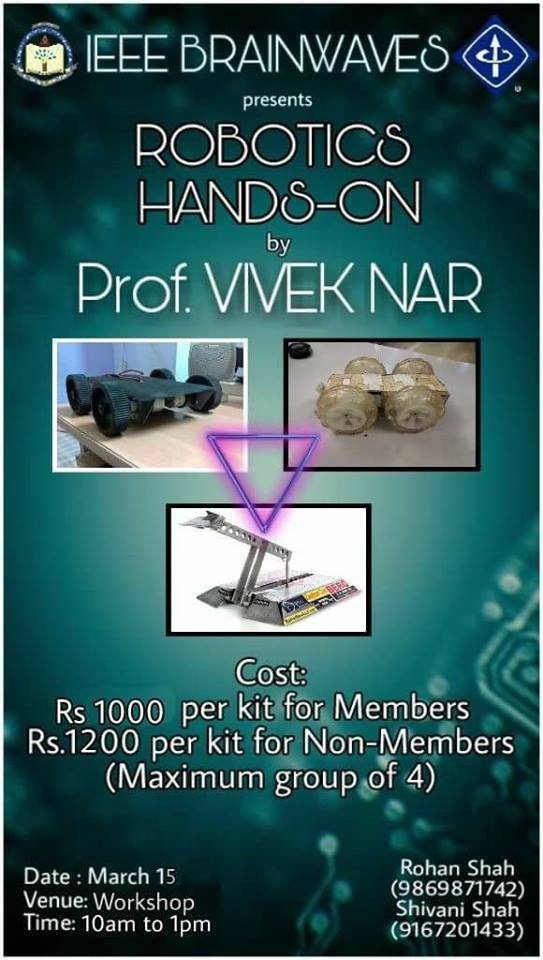 IEEE BRAINWAVES
presents
ROBOTICS
HANDS-ON
by
Prof. VIVEK NAR
Cost:
Rs 1000 per kit for Members
Rs.1200 per kit for Non-Members
(Maximum group of 4)
Date : March 15
Venue: Workshop
Time: 10am to 1pm
Rohan Shah
(9869871742)
Shivani Shah
(9167201433)